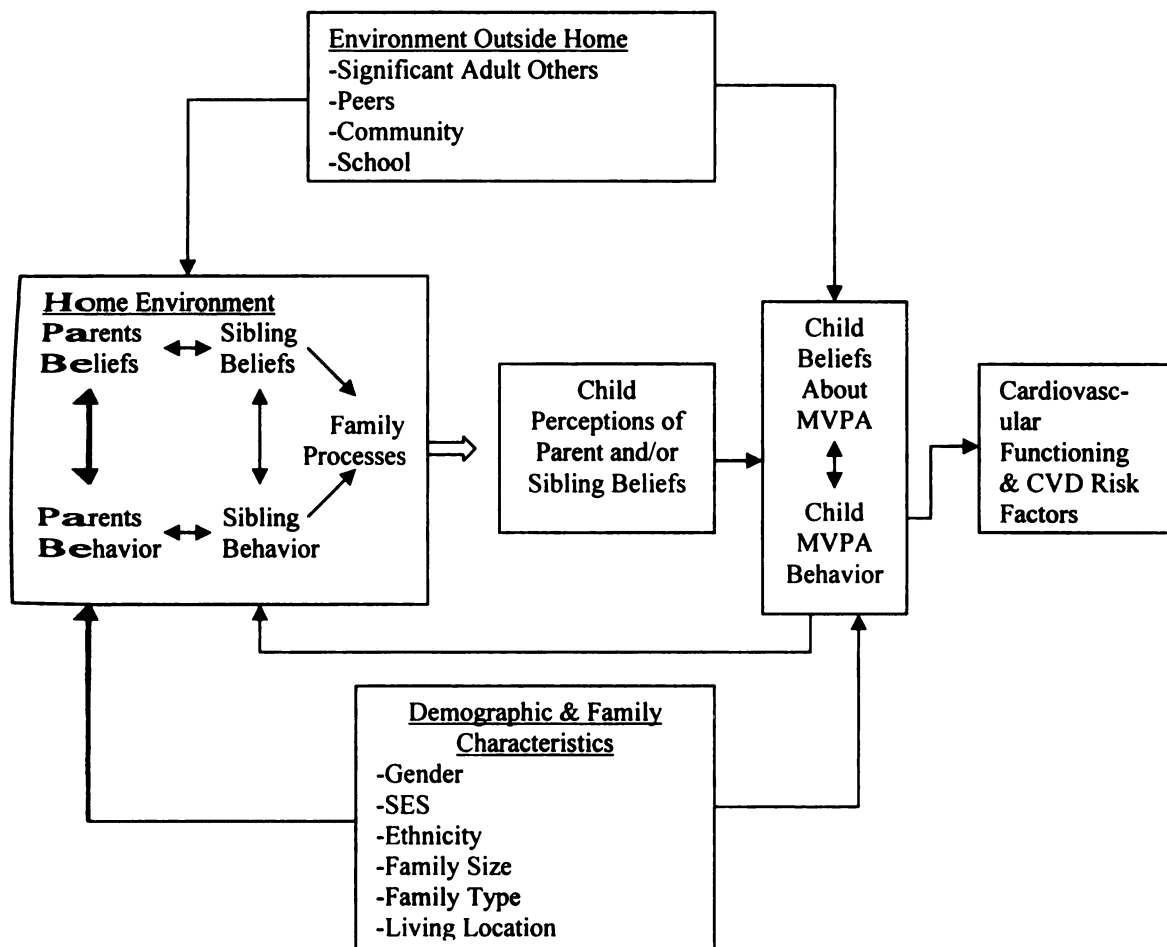 Environment Outside Home
-Significant Adult Others
-Peers
-Community
-School
Home Environment
Parents
Beliefs
Sibling
Beliefs
Family
Processes
Parents
Behavior
Sibling
Behavior
Child
Perceptions of
Parent and/or
Sibling Beliefs
Child
Beliefs
About
MVPA
Child
MVPA
Behavior
Cardiovasc-
ular
Functioning
& CVD Risk
Factors
Demographic & Family
Characteristics
-Gender
-SES
-Ethnicity
-Family Size
-Family Type
-Living Location